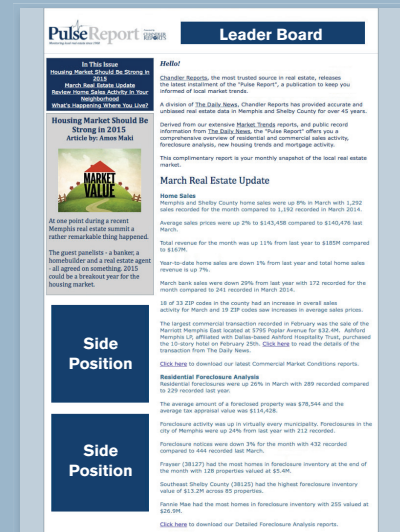 PulseReport
CHANDLER
REPORTS
Leader Board
In This Issue
Housing Market Should Be Strong in
2015
March Real Estate Update
Review Home Sales Activity In Your
Neighborhood
What's Happening Where You Live?
Housing Market Should Be
Strong in 2015
Article by: Amos Maki
MARKET
VALUE
At one point during a recent
Memphis real estate summit a
rather remarkable thing happened.
The guest panelists - a banker, a
homebuilder and a real estate agent
- all agreed on something. 2015
could be a breakout year for the
housing market.
Side
Position
Side
Position
Hello!
Chandler Reports, the most trusted source in real estate, releases
the latest installment of the "Pulse Report", a publication to keep you
informed of local market trends.
A division of The Daily News, Chandler Reports has provided accurate and
unbiased real estate data in Memphis and Shelby County for over 45 years.
Derived from our extensive Market Trends reports, and public record
information from The Daily News, the "Pulse Report" offers you a
comprehensive overview of residential and commercial sales activity,
foreclosure analysis, new housing trends and mortgage activity.
This complimentary report is your monthly snapshot of the local real estate
market.
March Real Estate Update
Home Sales
Memphis and Shelby County home sales were up 8% in March with 1,292
sales recorded for the month compared to 1,192 recorded in March 2014.
Average sales prices were up 2% to $143,458 compared to $140,476 last
March.
Total revenue for the month was up 11% from last year to $185M compared
to $167M.
Year-to-date home sales are down 1% from last year and total home sales
revenue is up 7%.
March bank sales were down 29% from last year with 172 recorded for the
month compared to 241 recorded in March 2014.
18 of 33 ZIP codes in the county had an increase in overall sales
activity for March and 19 ZIP codes saw increases in average sales prices.
The largest commercial transaction recorded in February was the sale of the
Marriott Memphis East located at 5795 Poplar Avenue for $32.4M. Ashford
Memphis LP, affiliated with Dallas-based Ashford Hospitality Trust, purchased
the 10-story hotel on February 25th. Click here to read the details of the
transaction from The Daily News.
Click here to download our latest Commercial Market Conditions reports.
Residential Foreclosure Analysis
Residential foreclosures were up 26% in March with 289 recorded compared
to 229 recorded last year.
The average amount of a foreclosed property was $78,544 and the
average tax appraisal value was $114,428.
Foreclosure activity was up in virtually every municipality. Foreclosures in the
city of Memphis were up 24% from last year with 212 recorded.
Foreclosure notices were down 3% for the month with 432 recorded
compared to 444 recorded last March.
Frayser (38127) had the most homes in foreclosure inventory at the end of
the month with 128 properties valued at $5.4M.
Southeast Shelby County (38125) had the highest foreclosure inventory
value of $13.2M across 85 properties.
Fannie Mae had the most homes in foreclosure inventory with 255 valued at
$26.9M.
Click here to download our Detailed Foreclosure Analysis reports.